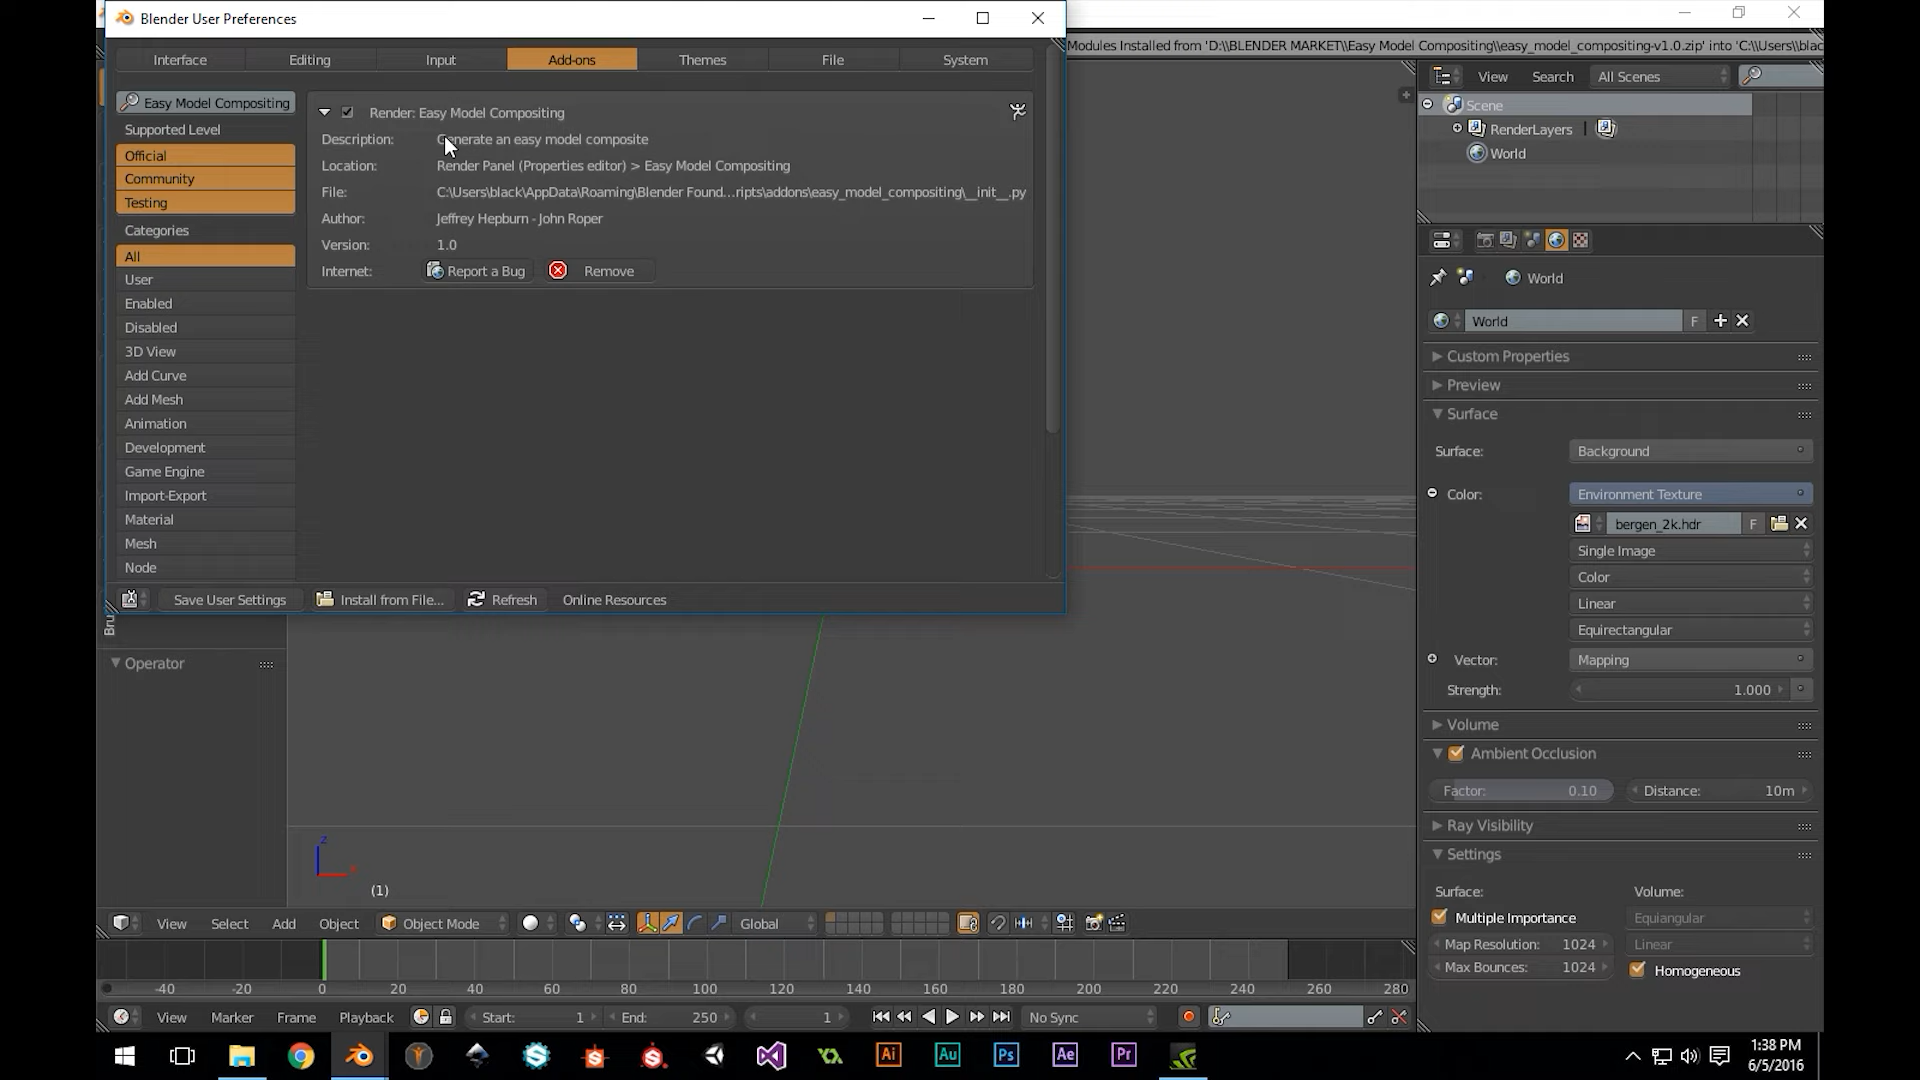 Blender User Preferences
Modules Installed from 'D:\\BLENDER MARKET\\Easy Model Compositing\\easy_model_compositing-v1.0.zip' into 'C:\\Users\\blac
Interface Editing Input Add-ons Themes File System
View Search All Scenes
Easy Model Compositing
Supported Level
Official
Community
Testing
Categories
All
User
Enabled
Disabled
3D View
Add Curve
Add Mesh
Animation
Development
Game Engine
Import-Export
Material
Mesh
Node
Render: Easy Model Compositing
Description: Generate an easy model composite
Location: Render Panel (Properties editor) > Easy Model Compositing
File: C:\Users\black\AppData\Roaming\Blender Found...ripts\addons\easy_model_compositing\__init__.py
Author: Jeffrey Hepburn - John Roper
Version: 1.0
Internet: Report a Bug Remove
Save User Settings Install from File... Refresh Online Resources
Scene
RenderLayers
World
World
World F
Custom Properties
Preview
Surface
Surface: Background
Color: Environment Texture
bergen_2k.hdr F
Single Image
Color
Linear
Equirectangular
Vector: Mapping
Strength: 1.000
Volume
Ambient Occlusion
Factor: 0.10 Distance: 10m
Ray Visibility
Settings
Surface: Volume:
Multiple Importance Equiangular
Map Resolution: 1024 Linear
Max Bounces: 1024 Homogeneous
Bru
Operator
z
(1)
View Select Add Object Object Mode Global
-40 -20 0 20 40 60 80 100 120 140 160 180 200 220 240 260 280
View Marker Frame Playback Start: 1 End: 250 1 No Sync
Ai Au Ps Ae Pr
1:38 PM
6/5/2016